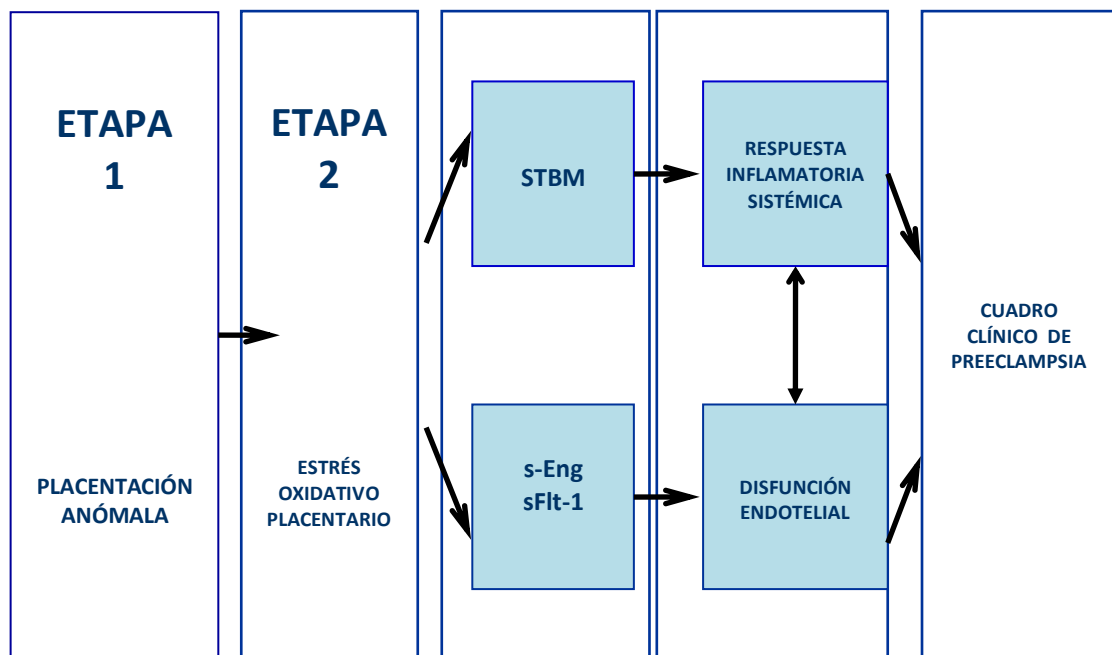 ETAPA
1
PLACENTACIÓN
ANÓMALA
ETAPA
2
ESTRÉS
OXIDATIVO
PLACENTARIO
STBM
s-Eng
sFlt-1
RESPUESTA
INFLAMATORIA
SISTÉMICA
DISFUNCIÓN
ENDOTELIAL
CUADRO
CLÍNICO DE
PREECLAMPSIA